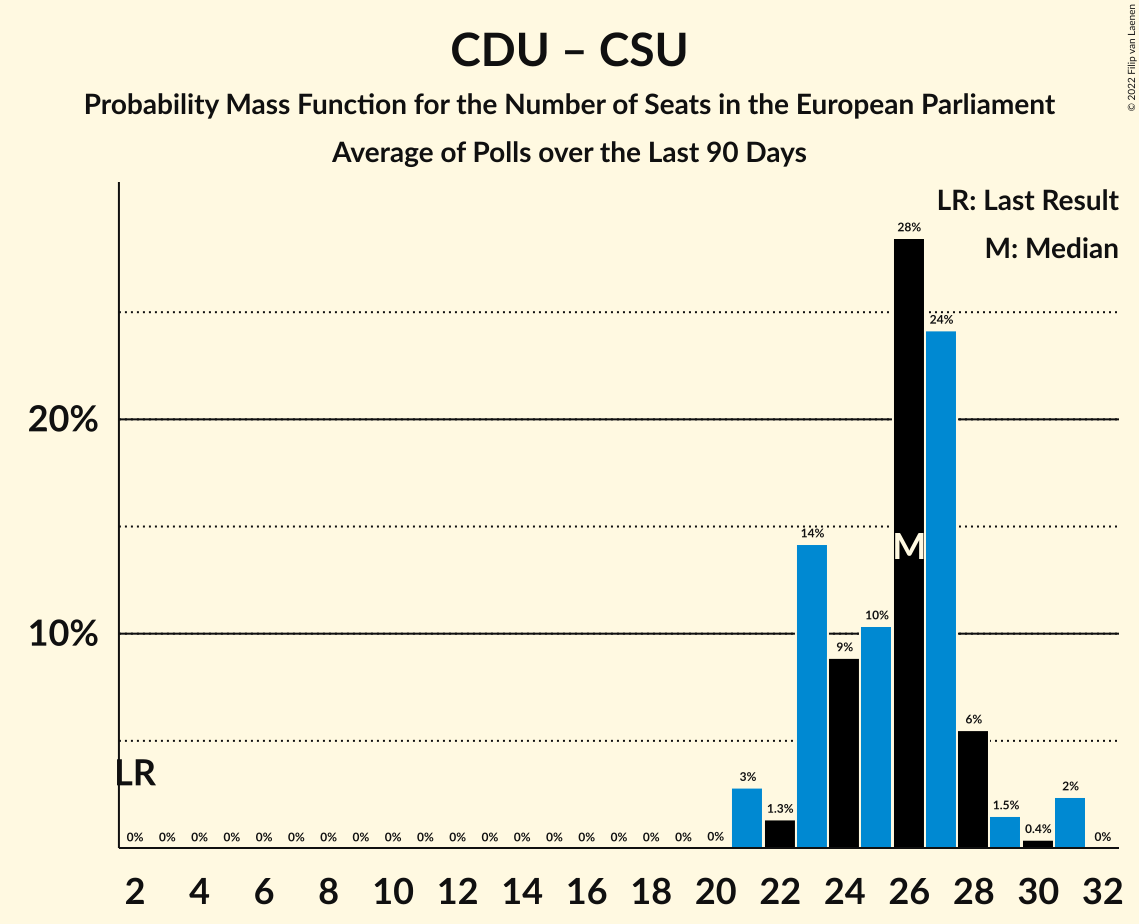 CDU – CSU
Probability Mass Function for the Number of Seats in the European Parliament
Average of Polls over the Last 90 Days
© 2022 Filip van Laenen
LR: Last Result
M: Median
28%
24%
20%
14%
M
10%
10%
9%
6%
LR
3%
1.3%
1.5%
0.4%
2%
0% 0% 0% 0% 0% 0% 0% 0% 0% 0% 0% 0% 0% 0% 0% 0% 0% 0% 0% 0%
2 4 6 8 10 12 14 16 18 20 22 24 26 28 30 32